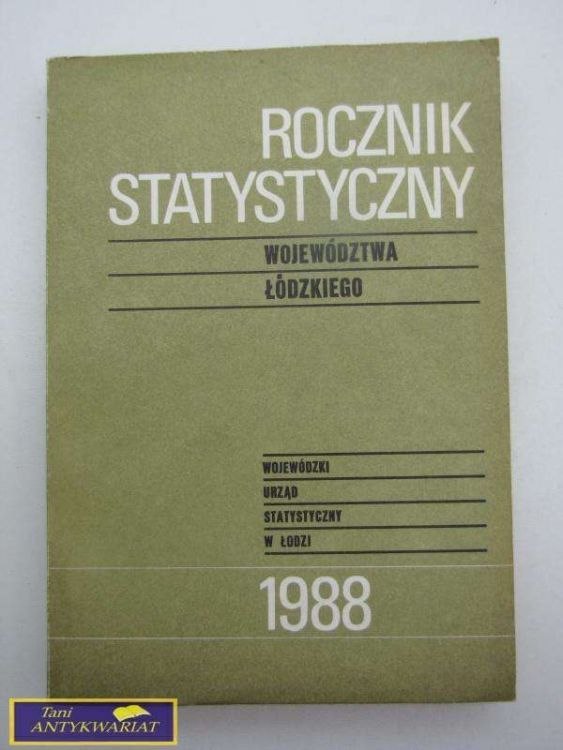 ROCZNIK
STATYSTYCZNY
WOJEWÓDZTWA
ŁÓDZKIEGO
WOJEWÓDZKI
URZĄD
STATYSTYCZNY
W ŁODZI
1988
Tani
ANTYKWARIAT